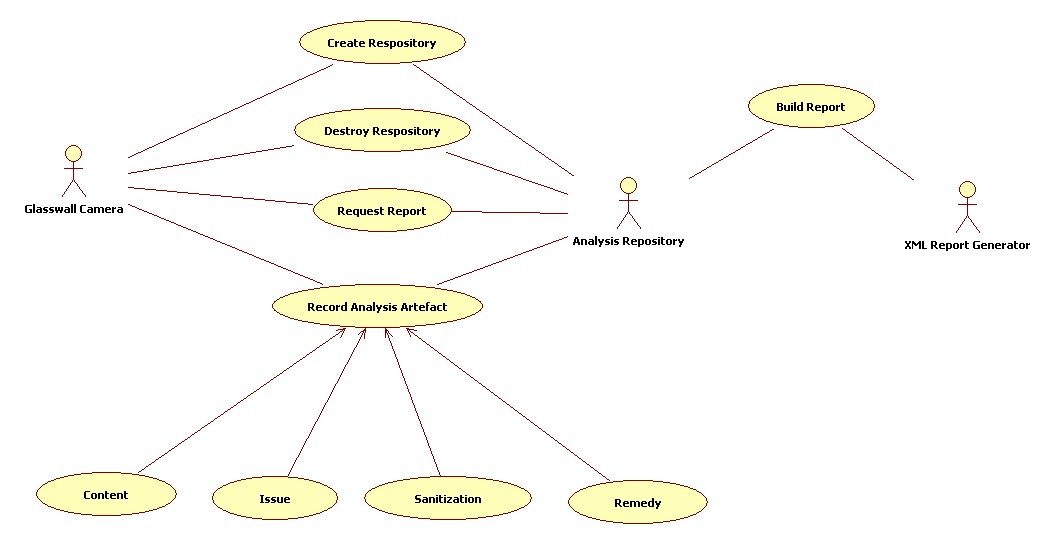 Create Respository
Build Report
Destroy Respository
Glasswall Camera
Request Report
Analysis Repository
XML Report Generator
Record Analysis Artefact
Content
Issue
Sanitization
Remedy